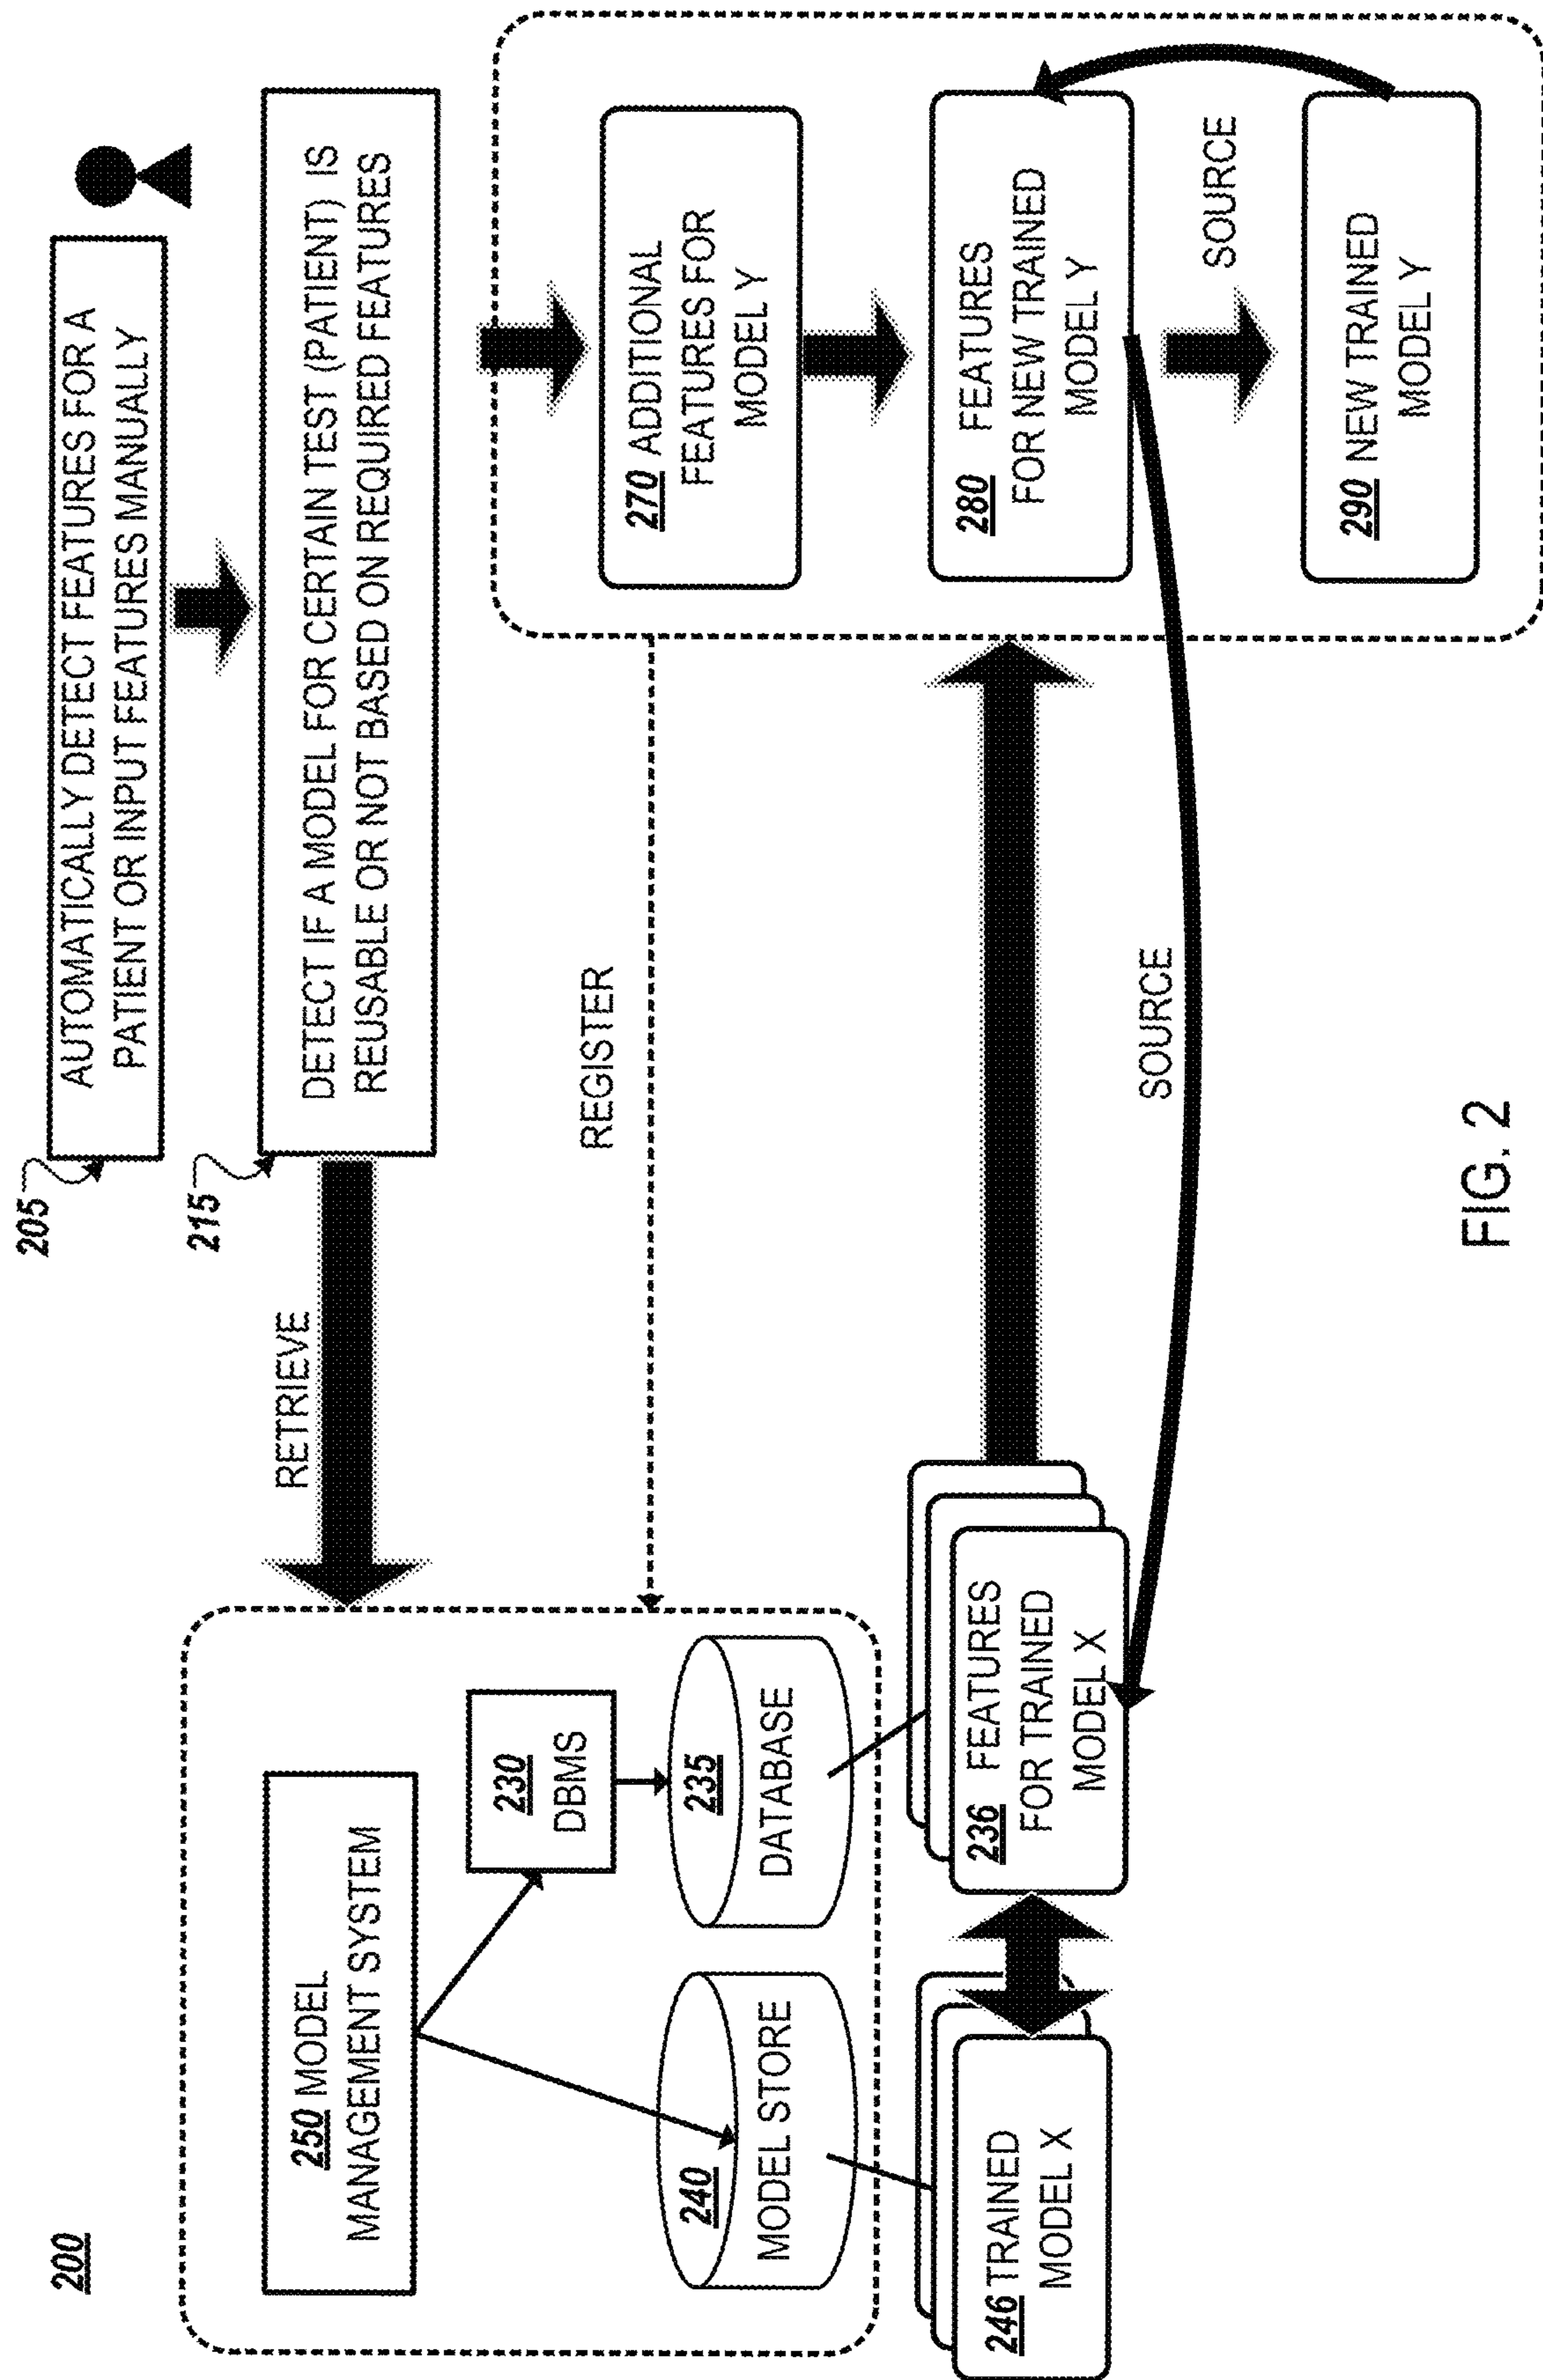 200
205
AUTOMATICALLY DETECT FEATURES FOR A
PATIENT OR INPUT FEATURES MANUALLY
215
DETECT IF A MODEL FOR CERTAIN TEST (PATIENT) IS
REUSABLE OR NOT BASED ON REQUIRED FEATURES
RETRIEVE
250 MODEL
MANAGEMENT SYSTEM
230
DBMS
240
MODEL STORE
235
DATABASE
REGISTER
246 TRAINED
MODEL X
236 FEATURES
FOR TRAINED
MODEL X
270 ADDITIONAL
FEATURES FOR
MODEL Y
280 FEATURES
FOR NEW TRAINED
MODEL Y
SOURCE
SOURCE
290 NEW TRAINED
MODEL Y
FIG. 2